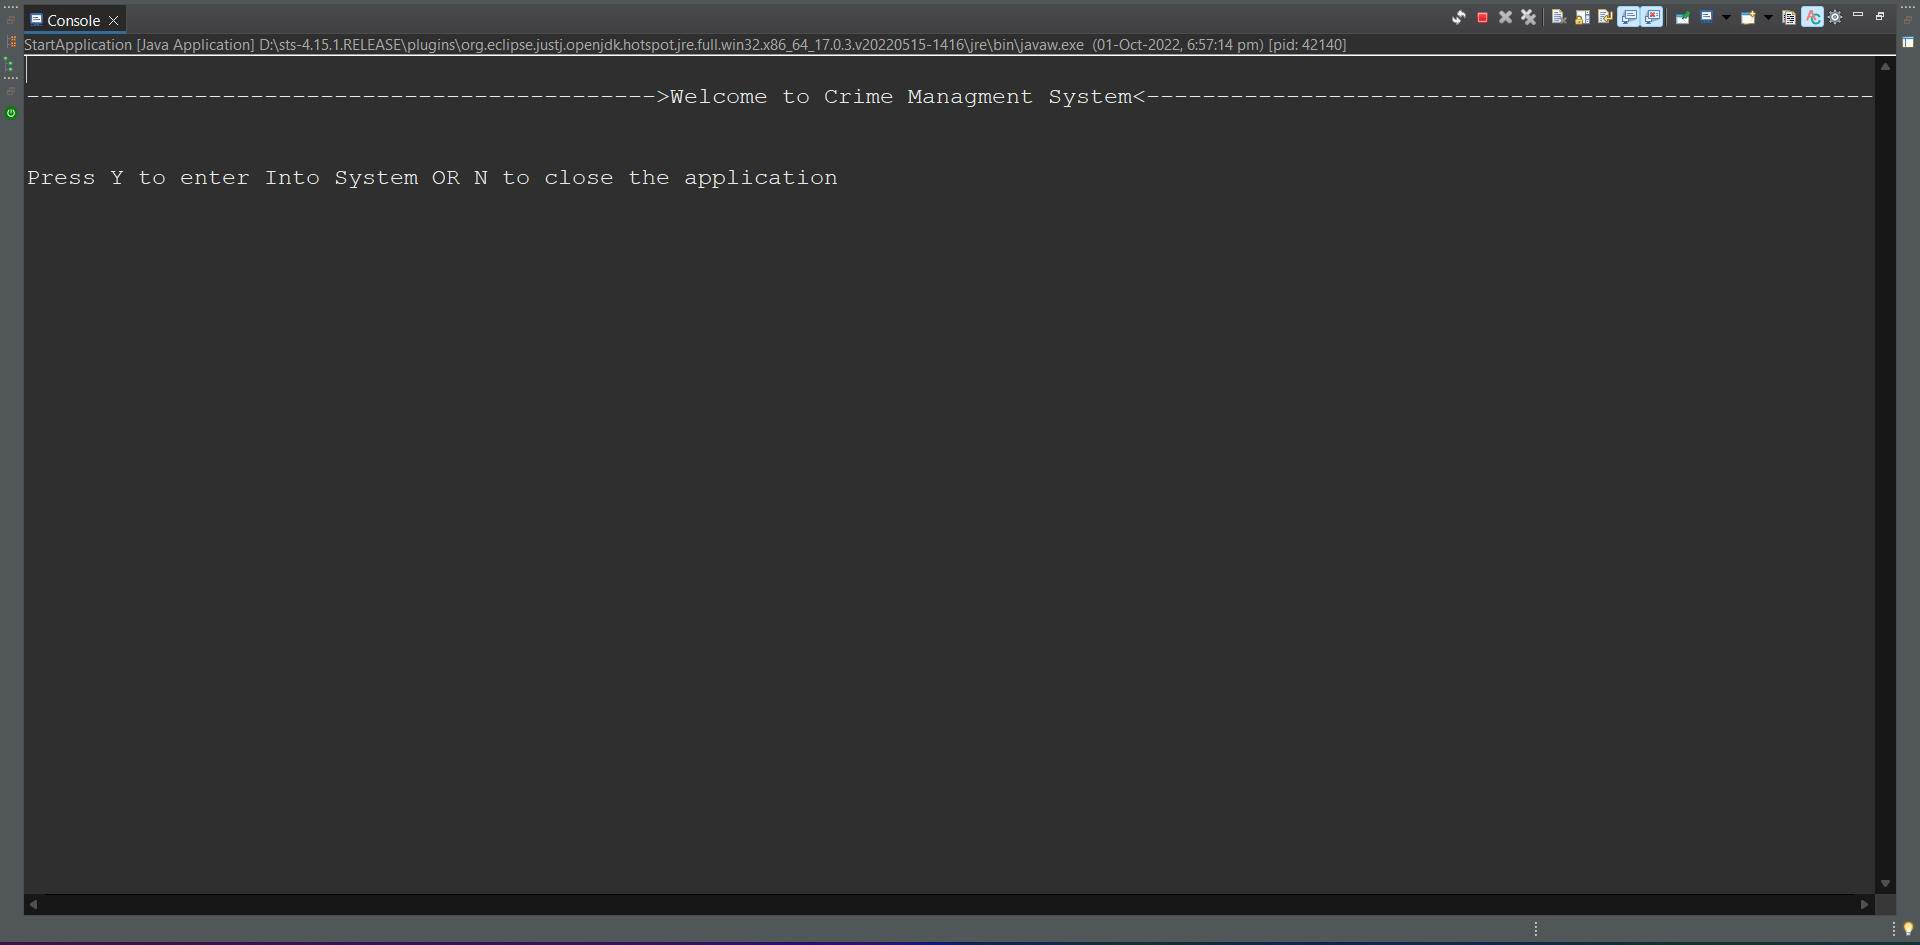 Console
StartApplication [Java Application] D:\sts-4.15.1.RELEASE\plugins\org.eclipse.justj.openjdk.hotspot.jre.full.win32.x86_64_17.0.3.v20220515-1416\jre\bin\javaw.exe (01-Oct-2022, 6:57:14 pm) [pid: 42140]
--------------------------------------------->Welcome to Crime Managment System<----------------------------------------------------
Press Y to enter Into System OR N to close the application